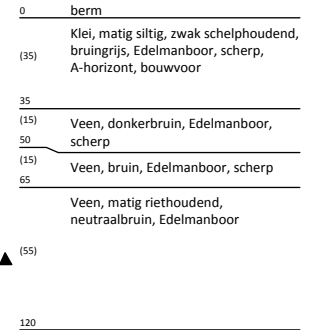 0 berm
Klei, matig siltig, zwak schelphoudend,
bruingrijs, Edelmanboor, scherp,
(35)
A-horizont, bouwvoor
35
(15)
Veen, donkerbruin, Edelmanboor,
50 scherp
(15)
Veen, bruin, Edelmanboor, scherp
65
Veen, matig riethoudend,
neutraalbruin, Edelmanboor
(55)
120